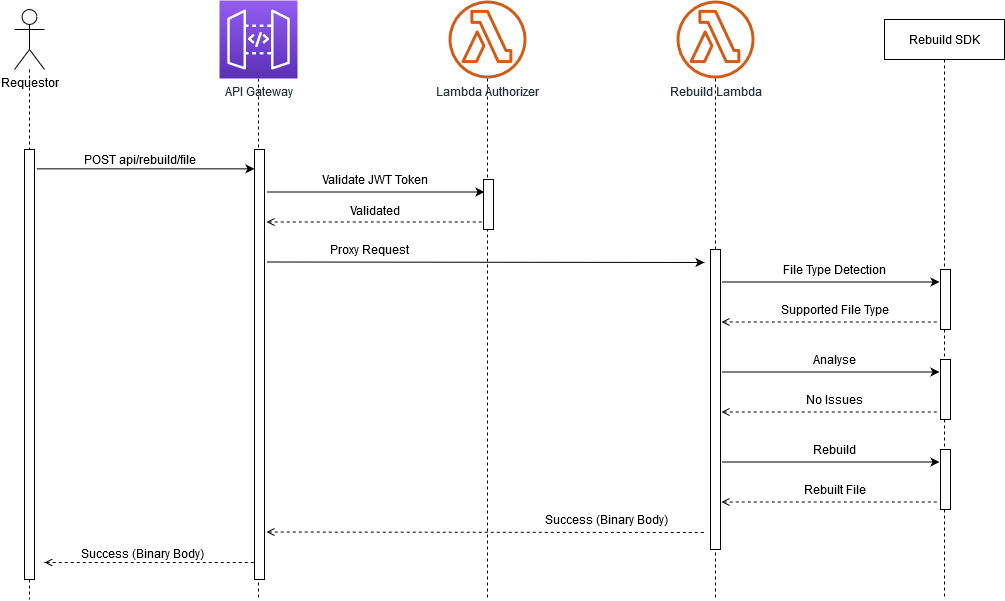 Rebuild SDK
Requestor
API Gateway
Lambda Authorizer
Rebuild Lambda
POST api/rebuild/file
Validate JWT Token
Validated
Proxy Request
File Type Detection
Supported File Type
Analyse
No Issues
Rebuild
Rebuilt File
Success (Binary Body)
Success (Binary Body)